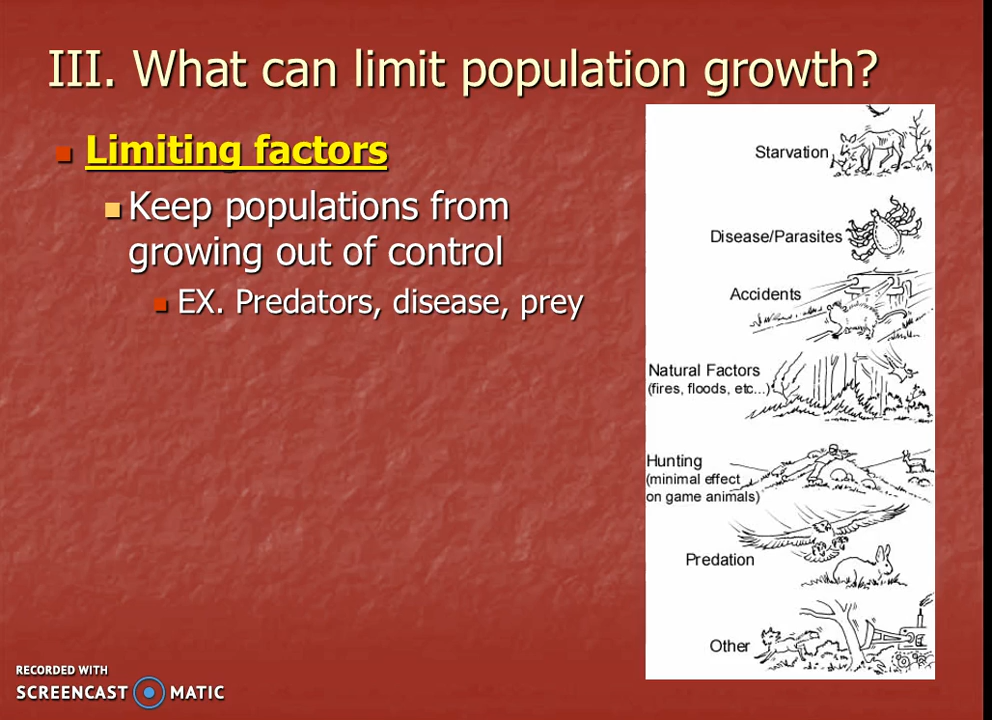 III. What can limit population growth?
Limiting factors
Keep populations from
growing out of control
EX. Predators, disease, prey
Starvation
Disease/Parasites
Accidents
Natural Factors
(fires, floods, etc...)
Hunting
(minimal effect
on game animals)
Predation
Other
RECORDED WITH
SCREENCAST MATIC